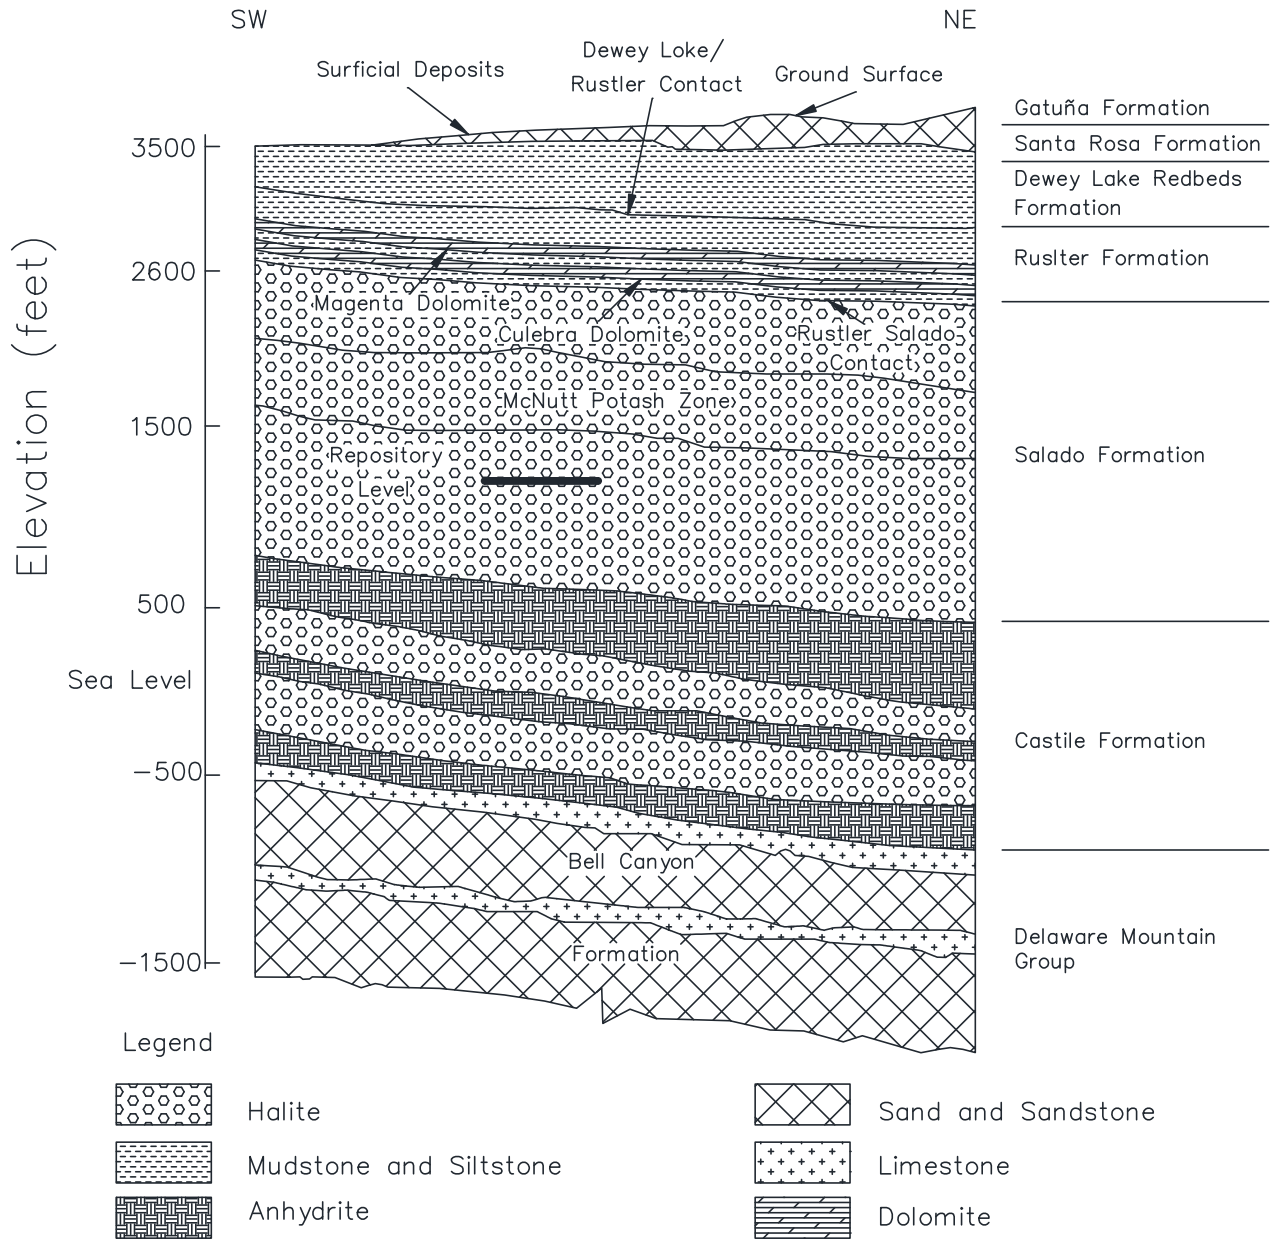 SW
NE
Dewey Loke/
Rustler Contact
Surficial Deposits
Ground Surface
Gatuña Formation
Santa Rosa Formation
Dewey Lake Redbeds
Formation
Ruslter Formation
Salado Formation
Castile Formation
Delaware Mountain
Group
Elevation (feet)
3500
2600
1500
500
Sea Level
−500
−1500
Magenta Dolomite
Culebra Dolomite
Rustler Salado
Contact
McNutt Potash Zone
Repository
Level
Bell Canyon
Formation
Legend
Halite
Mudstone and Siltstone
Anhydrite
Sand and Sandstone
Limestone
Dolomite